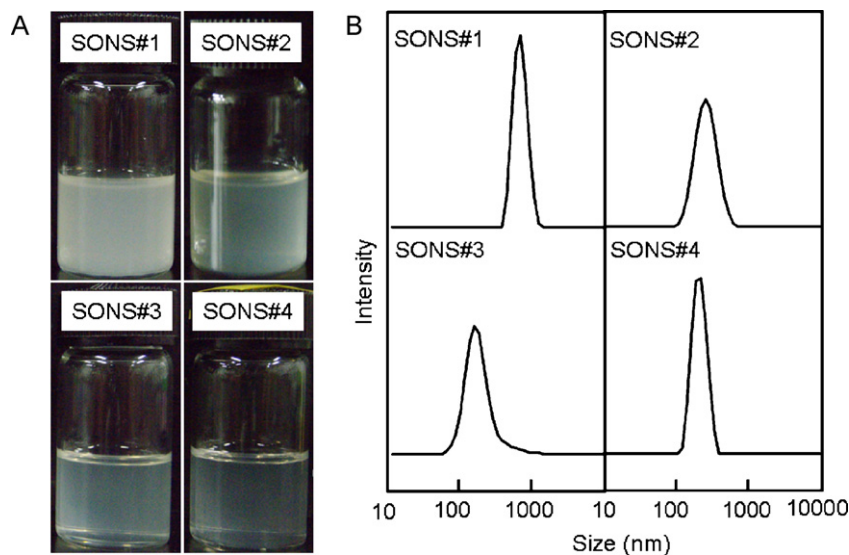 A
SONS#1
SONS#2
SONS#3
SONS#4
B
SONS#1
SONS#2
SONS#3
SONS#4
Intensity
10
100
1000
10
100
1000
10000
Size (nm)